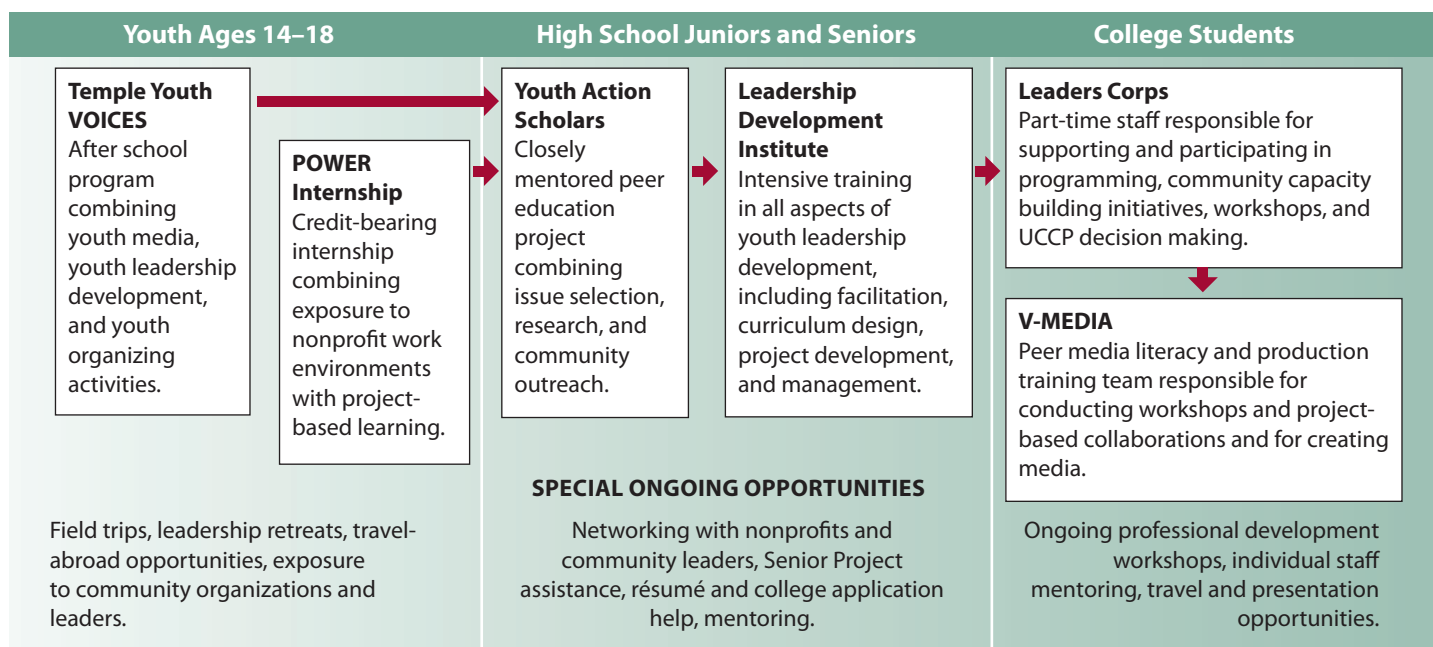 Youth Ages 14–18
High School Juniors and Seniors
College Students
Temple Youth
VOICES
After school
program
combining
youth media,
youth leadership
development,
and youth
organizing
activities.
POWER
Internship
Credit-bearing
internship
combining
exposure to
nonprofit work
environments
with project-
based learning.
Youth Action
Scholars
Closely
mentored peer
education
project
combining
issue selection,
research, and
community
outreach.
Leadership
Development
Institute
Intensive training
in all aspects of
youth leadership
development,
including facilitation,
curriculum design,
project development,
and management.
Leaders Corps
Part-time staff responsible for
supporting and participating in
programming, community capacity
building initiatives, workshops, and
UCCP decision making.
V-MEDIA
Peer media literacy and production
training team responsible for
conducting workshops and project-
based collaborations and for creating
media.
SPECIAL ONGOING OPPORTUNITIES
Field trips, leadership retreats, travel-
abroad opportunities, exposure
to community organizations and
leaders.
Networking with nonprofits and
community leaders, Senior Project
assistance, résumé and college application
help, mentoring.
Ongoing professional development
workshops, individual staff
mentoring, travel and presentation
opportunities.